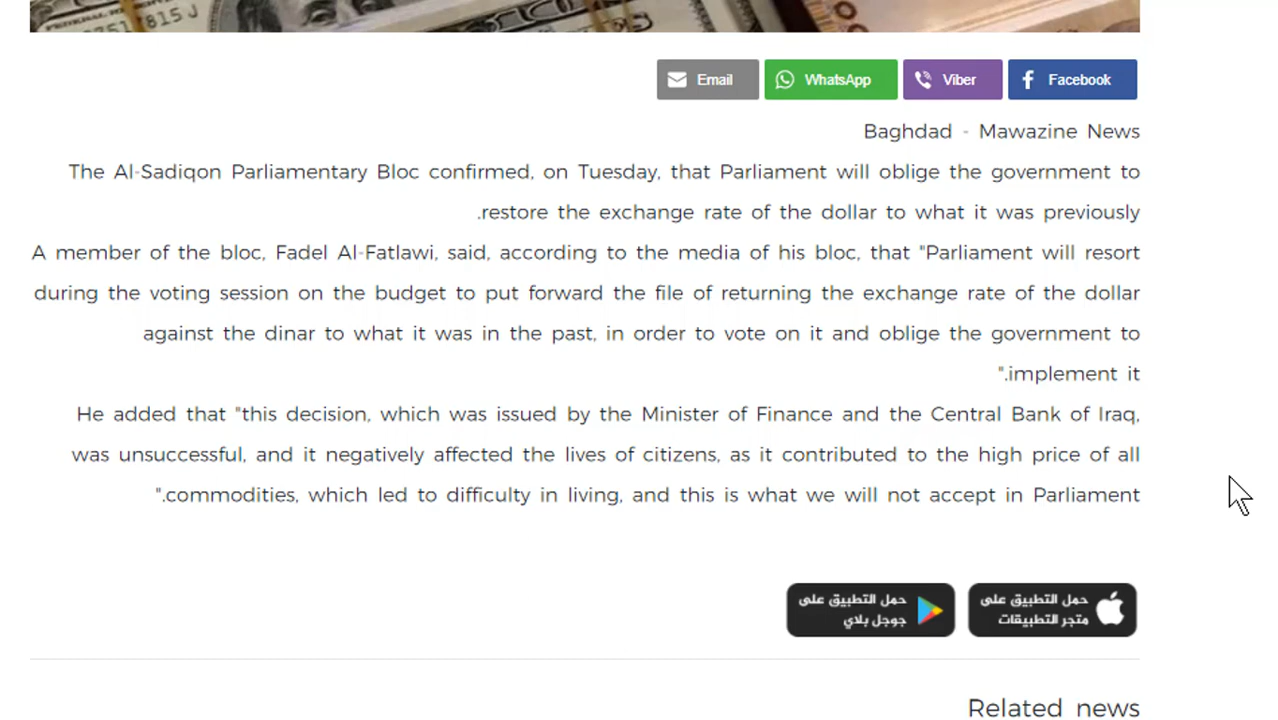 Email WhatsApp Viber Facebook
Baghdad - Mawazine News
The Al-Sadiqon Parliamentary Bloc confirmed, on Tuesday, that Parliament will oblige the government to
.restore the exchange rate of the dollar to what it was previously
A member of the bloc, Fadel Al-Fatlawi, said, according to the media of his bloc, that "Parliament will resort
during the voting session on the budget to put forward the file of returning the exchange rate of the dollar
against the dinar to what it was in the past, in order to vote on it and oblige the government to
".implement it
He added that "this decision, which was issued by the Minister of Finance and the Central Bank of Iraq,
was unsuccessful, and it negatively affected the lives of citizens, as it contributed to the high price of all
".commodities, which led to difficulty in living, and this is what we will not accept in Parliament
حمل التطبيق على
متجر التطبيقات
حمل التطبيق على
جوجل بلاي
Related news